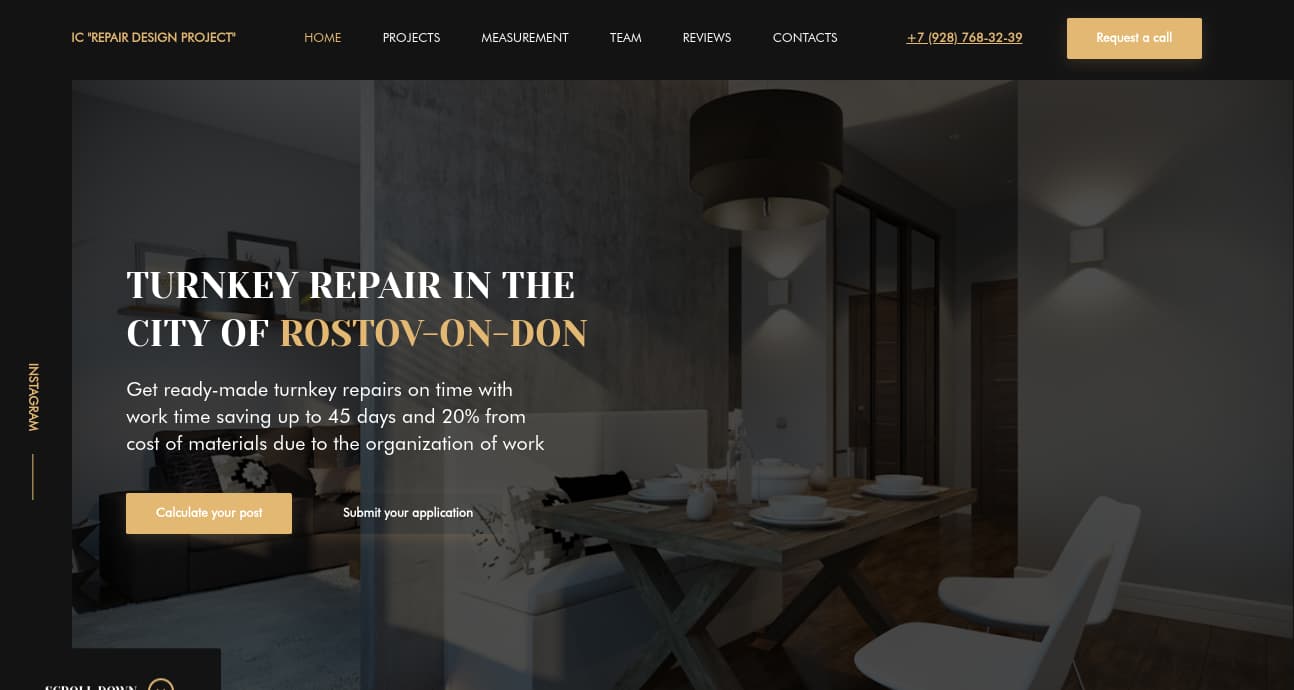 IC "REPAIR DESIGN PROJECT"
HOME
PROJECTS
MEASUREMENT
TEAM
REVIEWS
CONTACTS
+7 (928) 768-32-39
Request a call
TURNKEY REPAIR IN THE
CITY OF ROSTOV-ON-DON
Get ready-made turnkey repairs on time with
work time saving up to 45 days and 20% from
cost of materials due to the organization of work
Calculate your post
Submit your application
INSTAGRAM
SCROLL DOWN